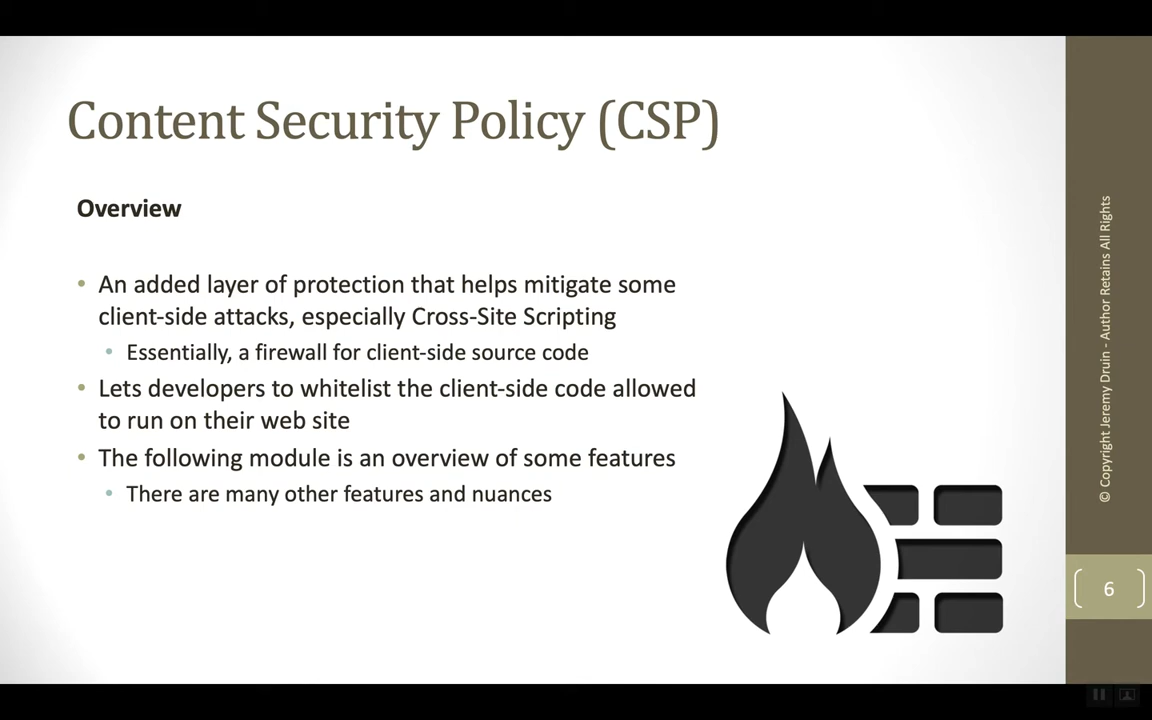 Content Security Policy (CSP)
Overview
• An added layer of protection that helps mitigate some
client-side attacks, especially Cross-Site Scripting
• Essentially, a firewall for client-side source code
• Lets developers to whitelist the client-side code allowed
to run on their web site
• The following module is an overview of some features
• There are many other features and nuances
© Copyright Jeremy Druin - Author Retains All Rights
6